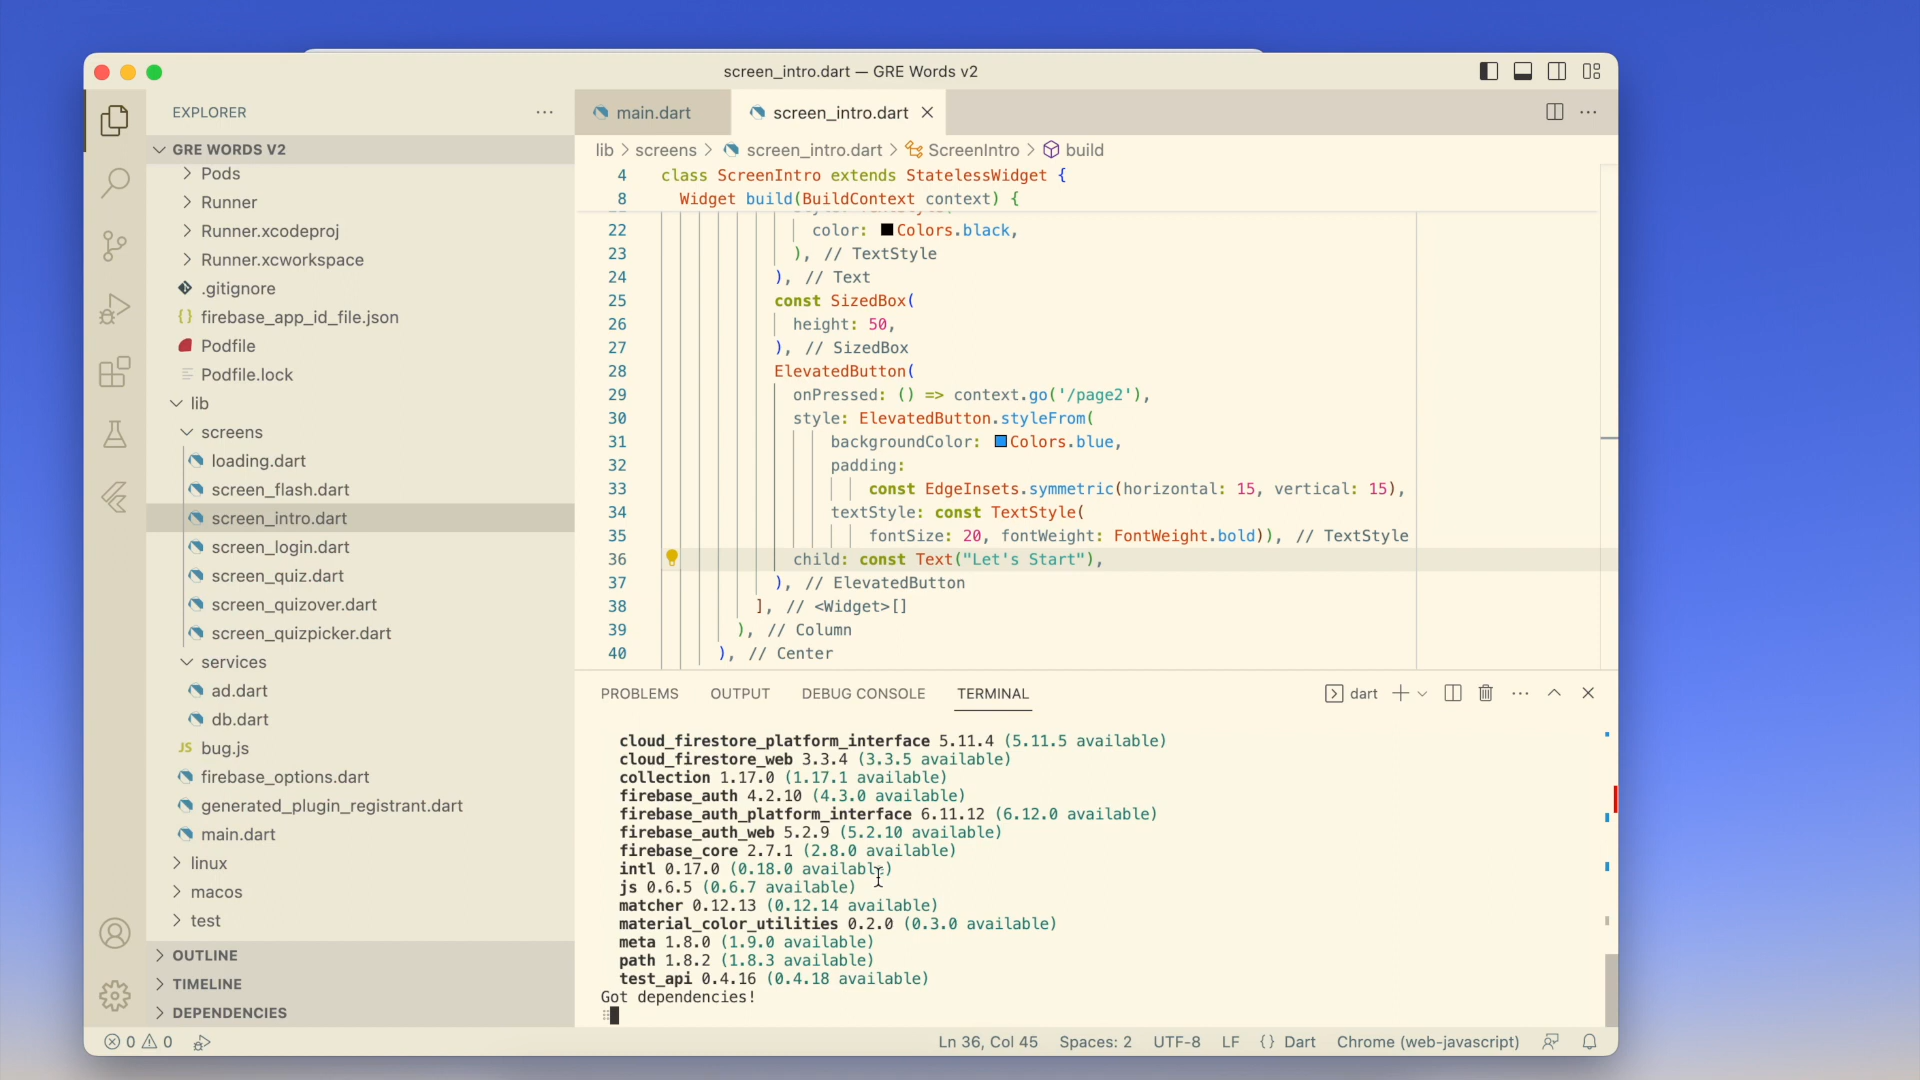 screen_intro.dart — GRE Words v2
EXPLORER
GRE WORDS V2
Pods
Runner
Runner.xcodeproj
Runner.xcworkspace
.gitignore
firebase_app_id_file.json
Podfile
Podfile.lock
lib
screens
loading.dart
screen_flash.dart
screen_intro.dart
screen_login.dart
screen_quiz.dart
screen_quizover.dart
screen_quizpicker.dart
services
ad.dart
db.dart
JS bug.js
firebase_options.dart
generated_plugin_registrant.dart
main.dart
linux
macos
test
OUTLINE
TIMELINE
DEPENDENCIES
main.dart screen_intro.dart
lib > screens > screen_intro.dart > ScreenIntro > build
4 class ScreenIntro extends StatelessWidget {
8 Widget build(BuildContext context) {
22 color: Colors.black,
23 ), // TextStyle
24 ), // Text
25 const SizedBox(
26 height: 50,
27 ), // SizedBox
28 ElevatedButton(
29 onPressed: () => context.go('/page2'),
30 style: ElevatedButton.styleFrom(
31 backgroundColor: Colors.blue,
32 padding:
33 const EdgeInsets.symmetric(horizontal: 15, vertical: 15),
34 textStyle: const TextStyle(
35 fontSize: 20, fontWeight: FontWeight.bold)), // TextStyle
36 child: const Text("Let's Start"),
37 ), // ElevatedButton
38 ], // <Widget>[]
39 ), // Column
40 ), // Center
PROBLEMS OUTPUT DEBUG CONSOLE TERMINAL dart
cloud_firestore_platform_interface 5.11.4 (5.11.5 available)
cloud_firestore_web 3.3.4 (3.3.5 available)
collection 1.17.0 (1.17.1 available)
firebase_auth 4.2.10 (4.3.0 available)
firebase_auth_platform_interface 6.11.12 (6.12.0 available)
firebase_auth_web 5.2.9 (5.2.10 available)
firebase_core 2.7.1 (2.8.0 available)
intl 0.17.0 (0.18.0 available)
js 0.6.5 (0.6.7 available)
matcher 0.12.13 (0.12.14 available)
material_color_utilities 0.2.0 (0.3.0 available)
meta 1.8.0 (1.9.0 available)
path 1.8.2 (1.8.3 available)
test_api 0.4.16 (0.4.18 available)
Got dependencies!
0 0 Ln 36, Col 45 Spaces: 2 UTF-8 LF {} Dart Chrome (web-javascript)